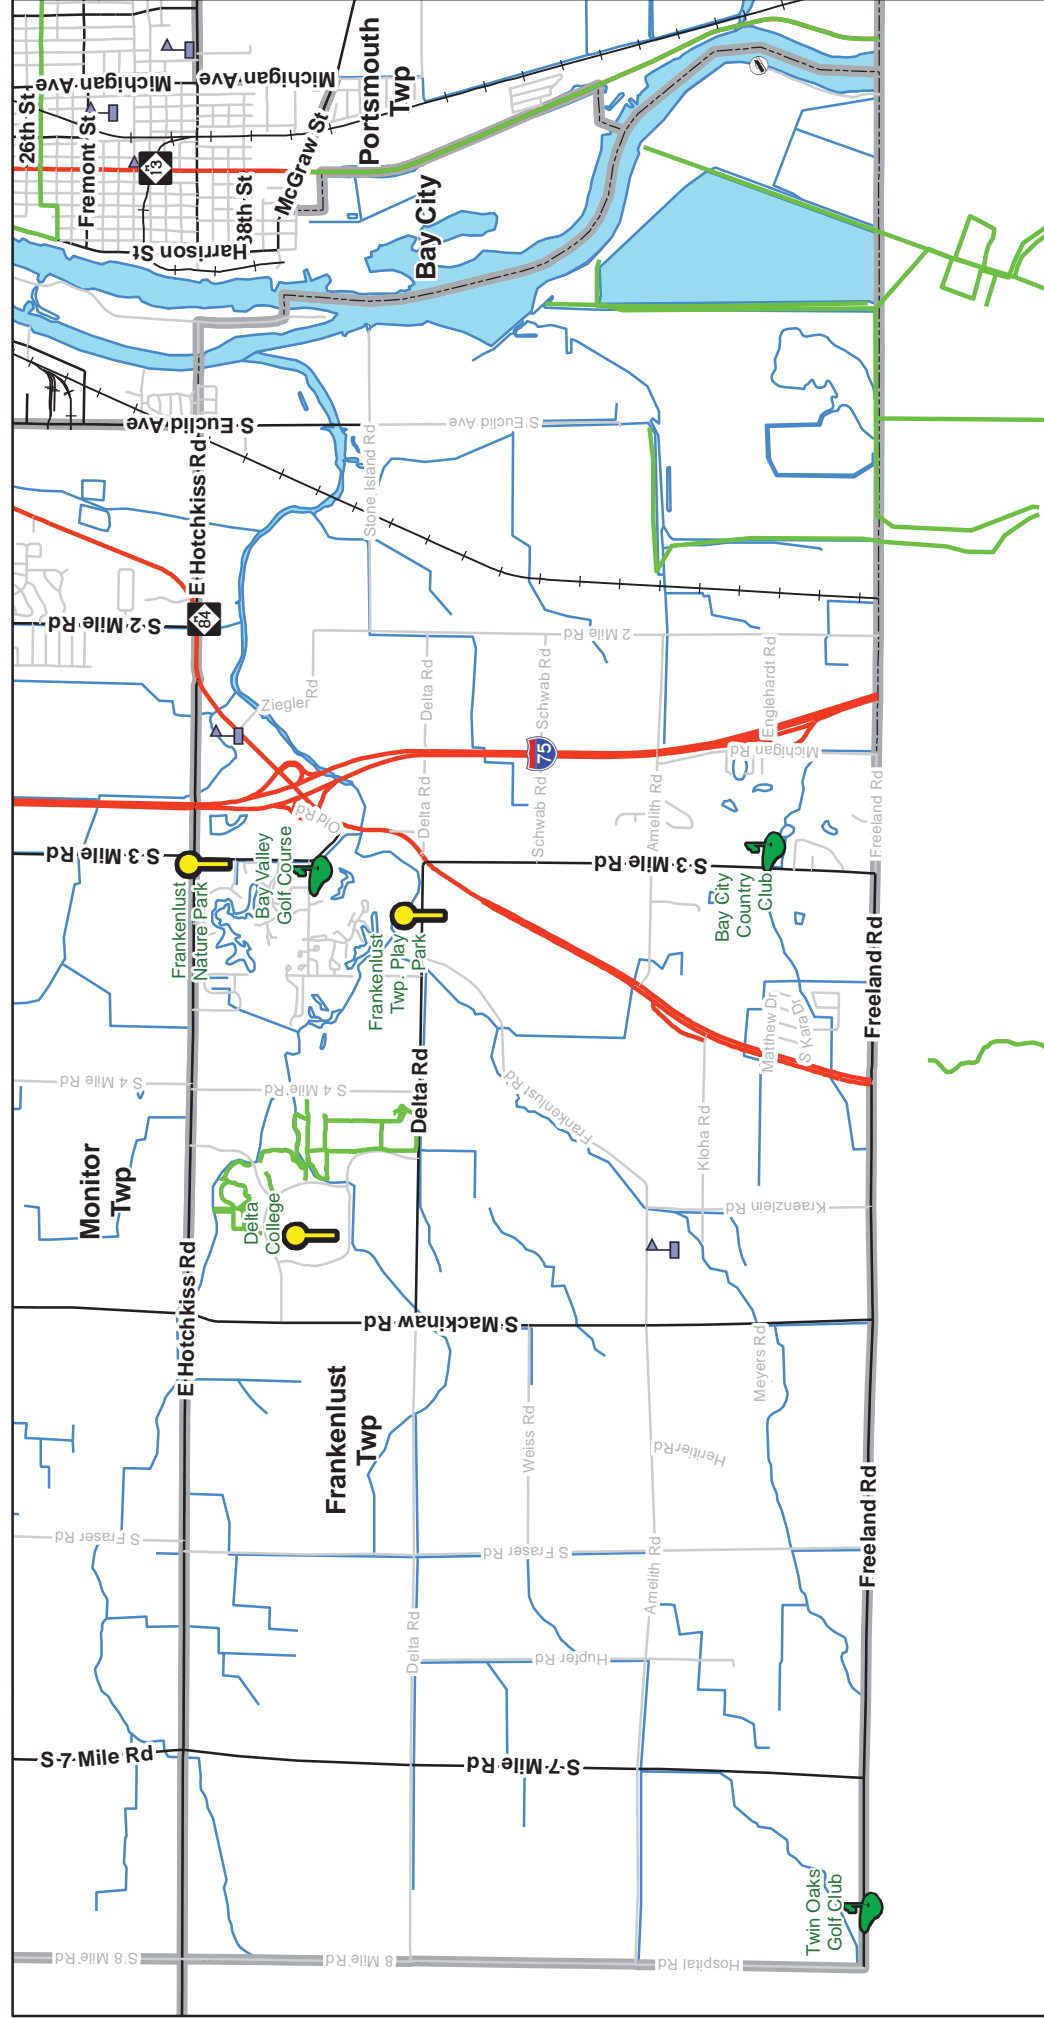 26th St
Fremont St
Michigan Ave
Michigan Ave
McGraw St
38th St
13
Harrison St
Portsmouth
Twp
Bay City
S Euclid Ave
S Euclid Ave
E Hotchkiss Rd
Stone Island Rd
S 2 Mile Rd
84
2 Mile Rd
Ziegler
Rd
Delta Rd
Schwab Rd
Englehardt Rd
Michigan Rd
75
Old Rd
Delta Rd
Schwab Rd
Amelith Rd
Freeland Rd
S 3 Mile Rd
S 3 Mile Rd
Frankenlust
Nature Park
Bay Valley
Golf Course
Frankenlust
Twp. Play
Park
Bay City
Country
Club
Freeland Rd
Matthew Dr
S Kara Dr
S 4 Mile Rd
S 4 Mile Rd
Delta Rd
Frankenlust Rd
Kloha Rd
Kraenzlein Rd
Monitor
Twp
Delta
College
E Hotchkiss Rd
E Hotchkiss Rd
S Mackinaw Rd
Meyers Rd
Frankenlust
Twp
Weiss Rd
Heritier Rd
S Fraser Rd
S Fraser Rd
Amelith Rd
Freeland Rd
Delta Rd
Hupfer Rd
S 7 Mile Rd
S 7 Mile Rd
Twin Oaks
Golf Club
S 8 Mile Rd
8 Mile Rd
Hospital Rd